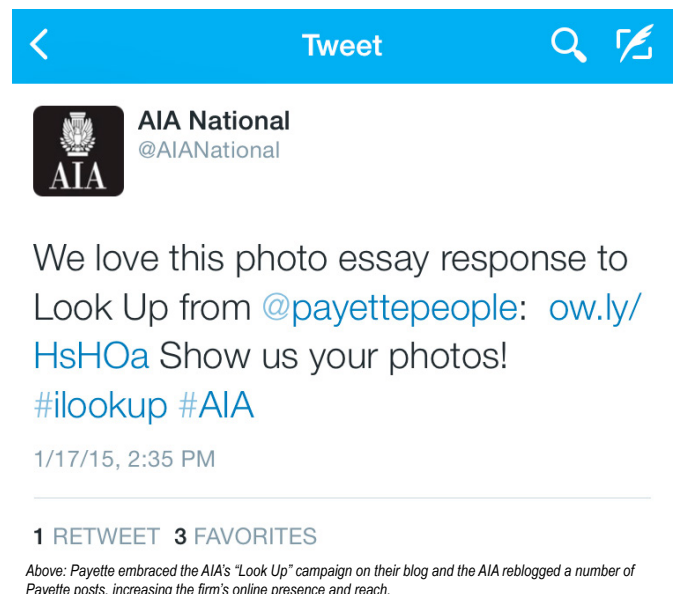 Tweet
AIA National
@AIANational
AIA
We love this photo essay response to
Look Up from @payettepeople: ow.ly/
HsHOa Show us your photos!
#ilookup #AIA
1/17/15, 2:35 PM
1 RETWEET 3 FAVORITES
Above: Payette embraced the AIA's “Look Up” campaign on their blog and the AIA reblogged a number of
Payette posts, increasing the firm's online presence and reach.